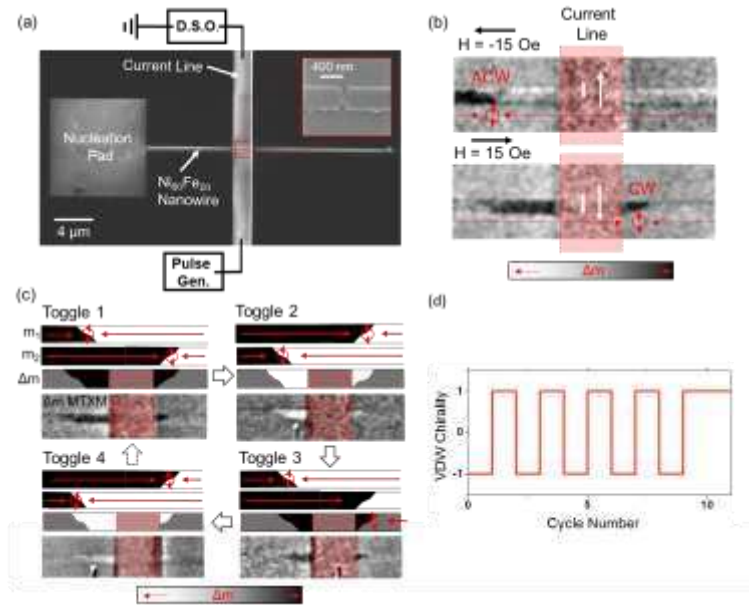 (a)
D.S.O.
Current Line
400 nm
Nucleation
Pad
Ni₈₀Fe₂₀
Nanowire
4 μm
Pulse
Gen.
(b)
Current
Line
H = -15 Oe
ACW
I
H = 15 Oe
I
CW
Δm
(c)
Toggle 1
Toggle 2
m₁
m₂
Δm
Δm MTXM
Toggle 4
Toggle 3
Δm
(d)
VDW Chirality
1
0
-1
0
5
10
Cycle Number